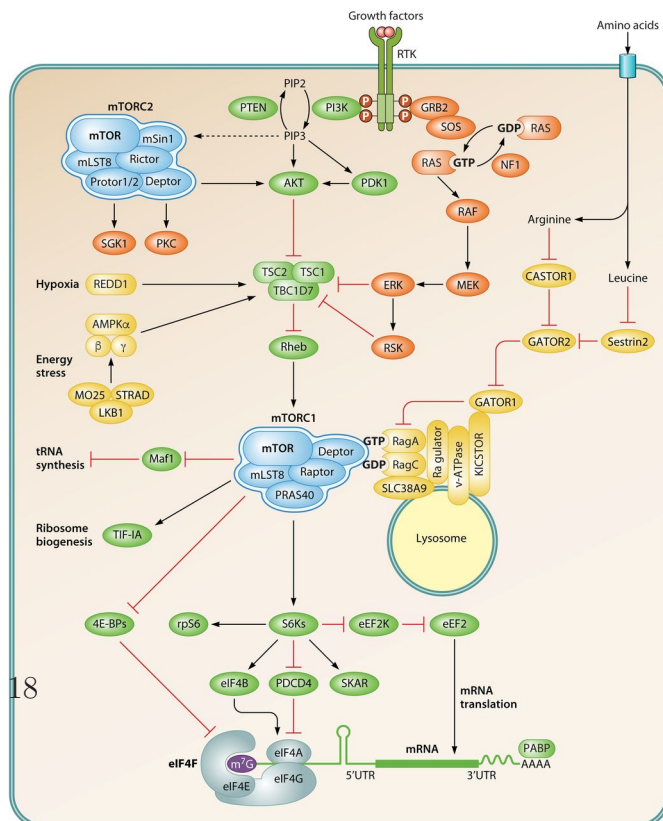 Growth factors
RTK
Amino acids
PIP2
PTEN
PI3K
P
P
P
P
GRB2
SOS
GDP
RAS
RAS
GTP
NF1
mTORC2
mTOR
mSin1
mLST8
Rictor
Protor1/2
Deptor
PIP3
AKT
PDK1
RAF
SGK1
PKC
Arginine
CASTOR1
Leucine
Hypoxia
REDD1
TSC2
TSC1
TBC1D7
ERK
MEK
AMPKα
β
γ
Energy
stress
MO25
STRAD
LKB1
Rheb
RSK
GATOR2
Sestrin2
GATOR1
mTORC1
mTOR
Deptor
mLST8
Raptor
PRAS40
GTP
RagA
GDP
RagC
SLC38A9
Ra gulator
v-ATPase
KICSTOR
Lysosome
tRNA
synthesis
Maf1
Ribosome
biogenesis
TIF-IA
4E-BPs
rpS6
S6Ks
eEF2K
eEF2
eIF4B
PDCD4
SKAR
18
mRNA
translation
eIF4F
m7G
eIF4A
eIF4E
eIF4G
5'UTR
mRNA
3'UTR
PABP
AAAA